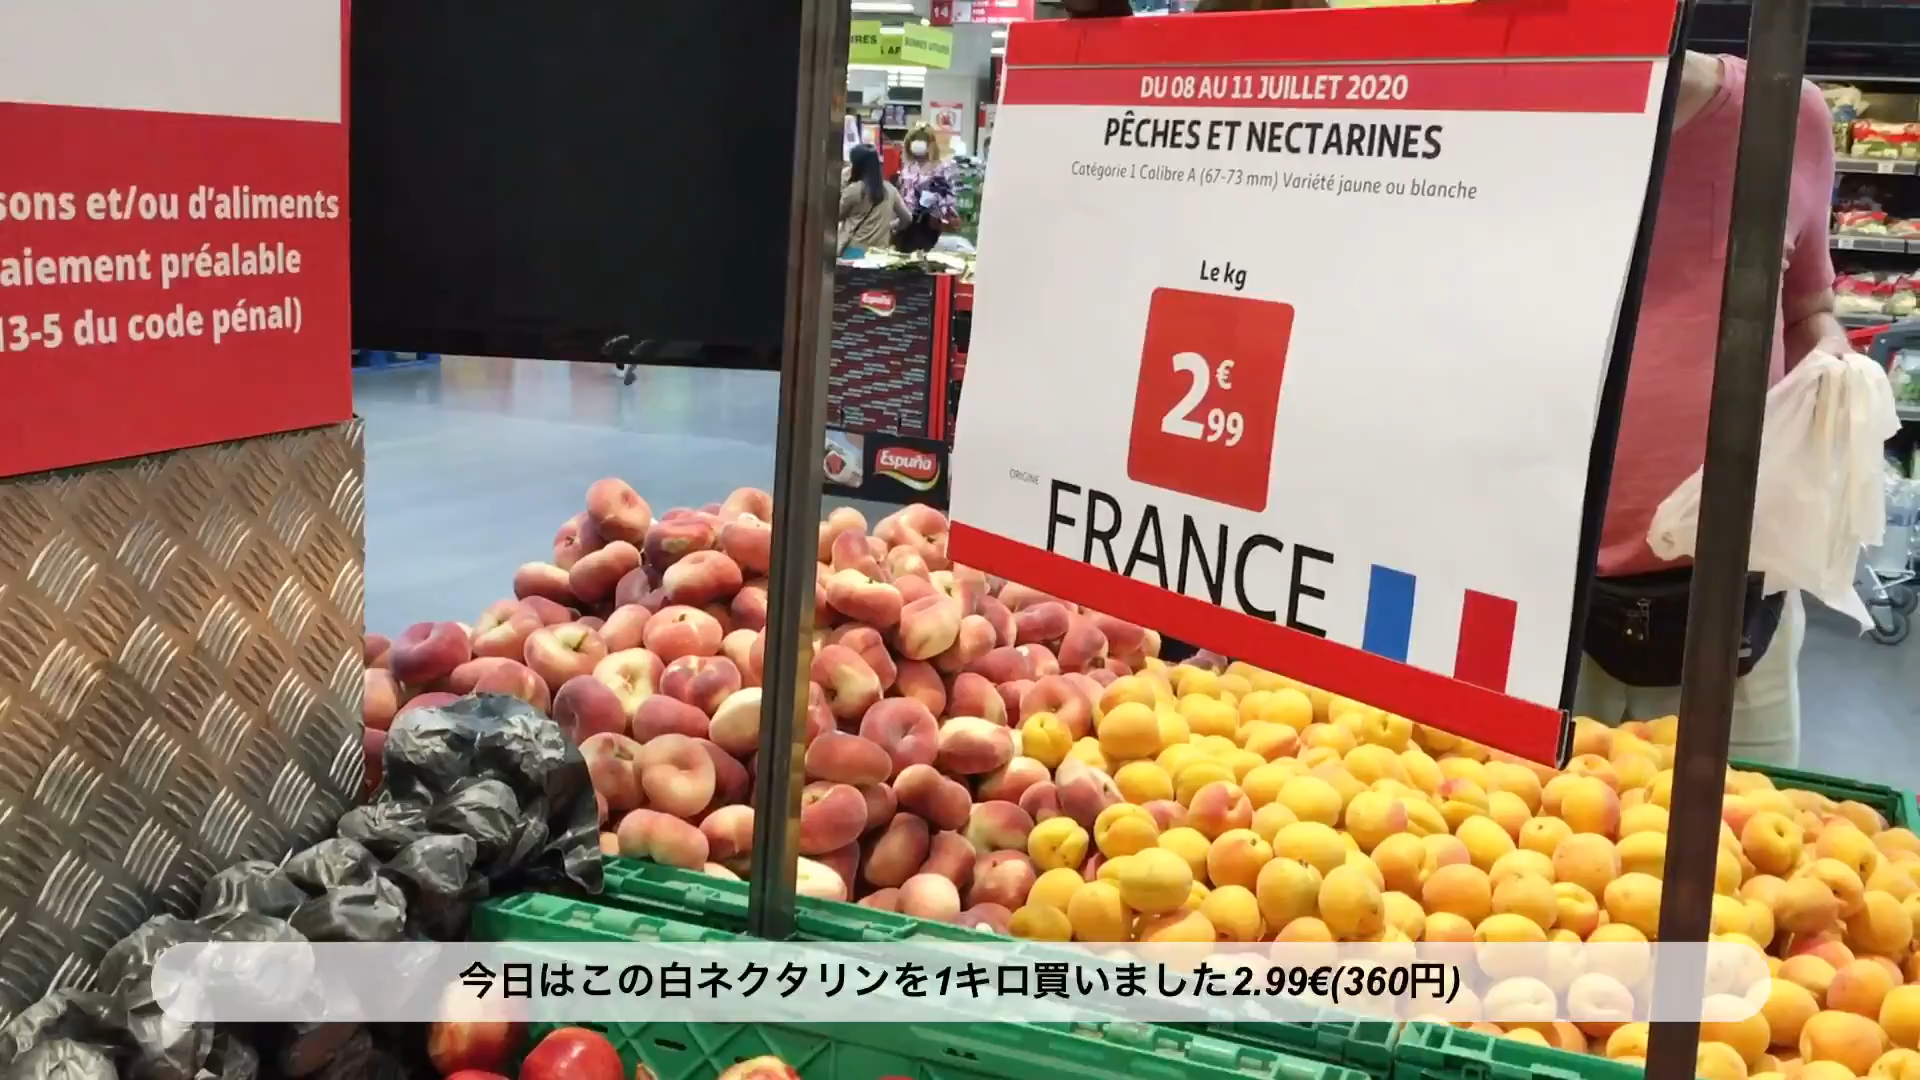 sons et/ou d'aliments
aiement préalable
13-5 du code pénal)
14
DU 08 AU 11 JUILLET 2020
PÊCHES ET NECTARINES
Catégorie 1 Calibre A (67-73 mm) Variété jaune ou blanche
Le kg
2€99
ORIGINE
FRANCE
Espuña
Espuña
今日はこの白ネクタリンを1キロ買いました2.99€(360円)